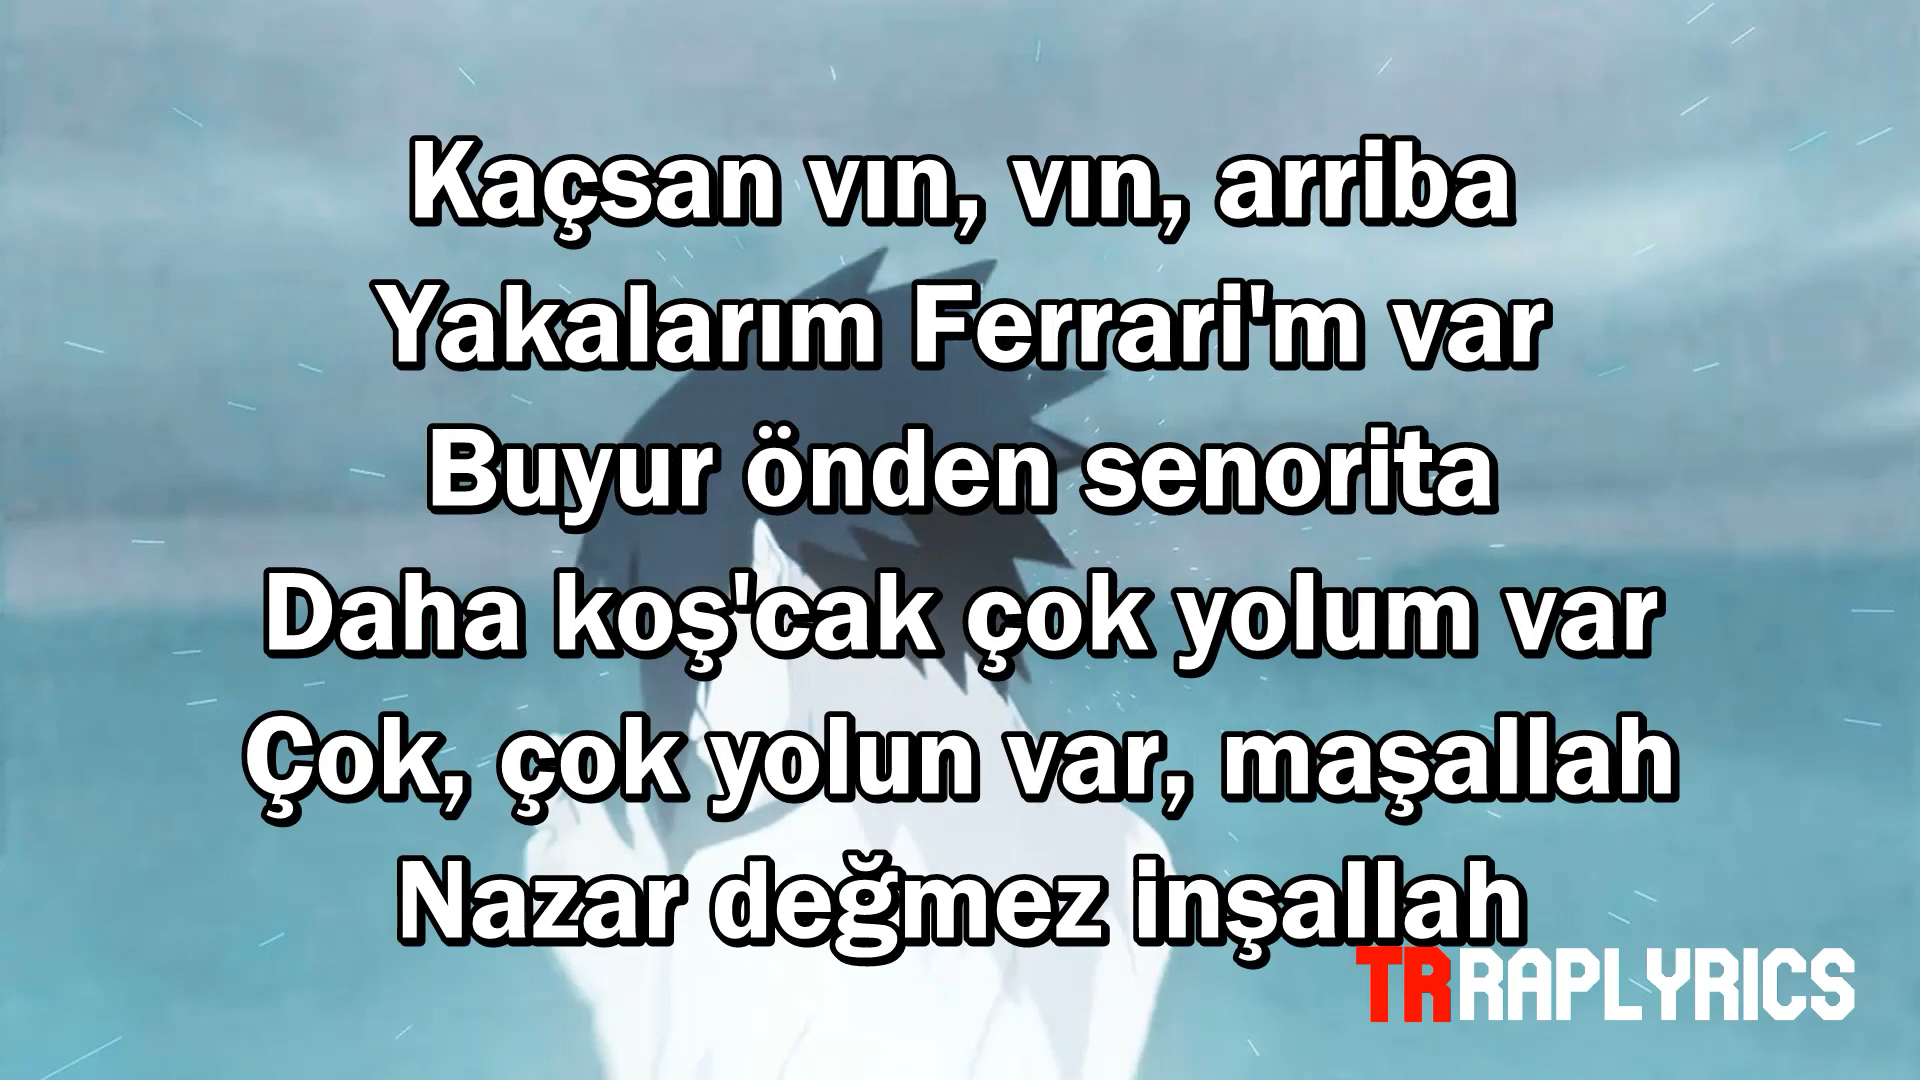 Kaçsan vın, vın, arriba
Yakalarım Ferrari'm var
Buyur önden senorita
Daha koş'cak çok yolum var
Çok, çok yolun var, maşallah
Nazar değmez inşallah
TRRAPLYRICS